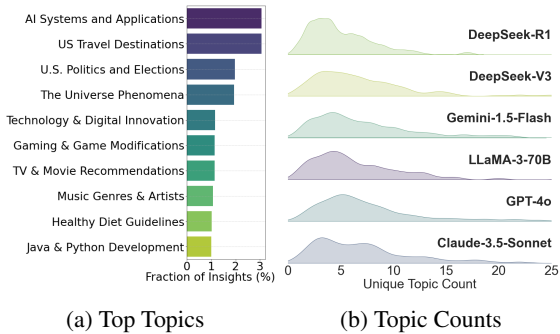 AI Systems and Applications
US Travel Destinations
U.S. Politics and Elections
The Universe Phenomena
Technology & Digital Innovation
Gaming & Game Modifications
TV & Movie Recommendations
Music Genres & Artists
Healthy Diet Guidelines
Java & Python Development
0 1 2 3
Fraction of Insights (%)
(a) Top Topics
DeepSeek-R1
DeepSeek-V3
Gemini-1.5-Flash
LLaMA-3-70B
GPT-4o
Claude-3.5-Sonnet
0 5 10 15 20 25
Unique Topic Count
(b) Topic Counts